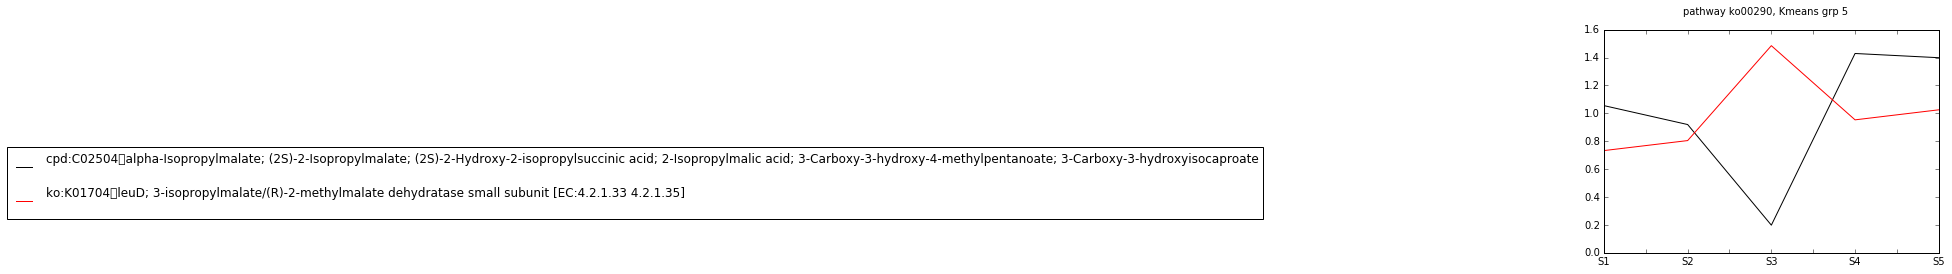 pathway ko00290, Kmeans grp 5
1.6
1.4
1.2
1.0
0.8
0.6
0.4
0.2
0.0
S1 S2 S3 S4 S5
cpd:C02504▯alpha-Isopropylmalate; (2S)-2-Isopropylmalate; (2S)-2-Hydroxy-2-isopropylsuccinic acid; 2-Isopropylmalic acid; 3-Carboxy-3-hydroxy-4-methylpentanoate; 3-Carboxy-3-hydroxyisocaproate
ko:K01704▯leuD; 3-isopropylmalate/(R)-2-methylmalate dehydratase small subunit [EC:4.2.1.33 4.2.1.35]